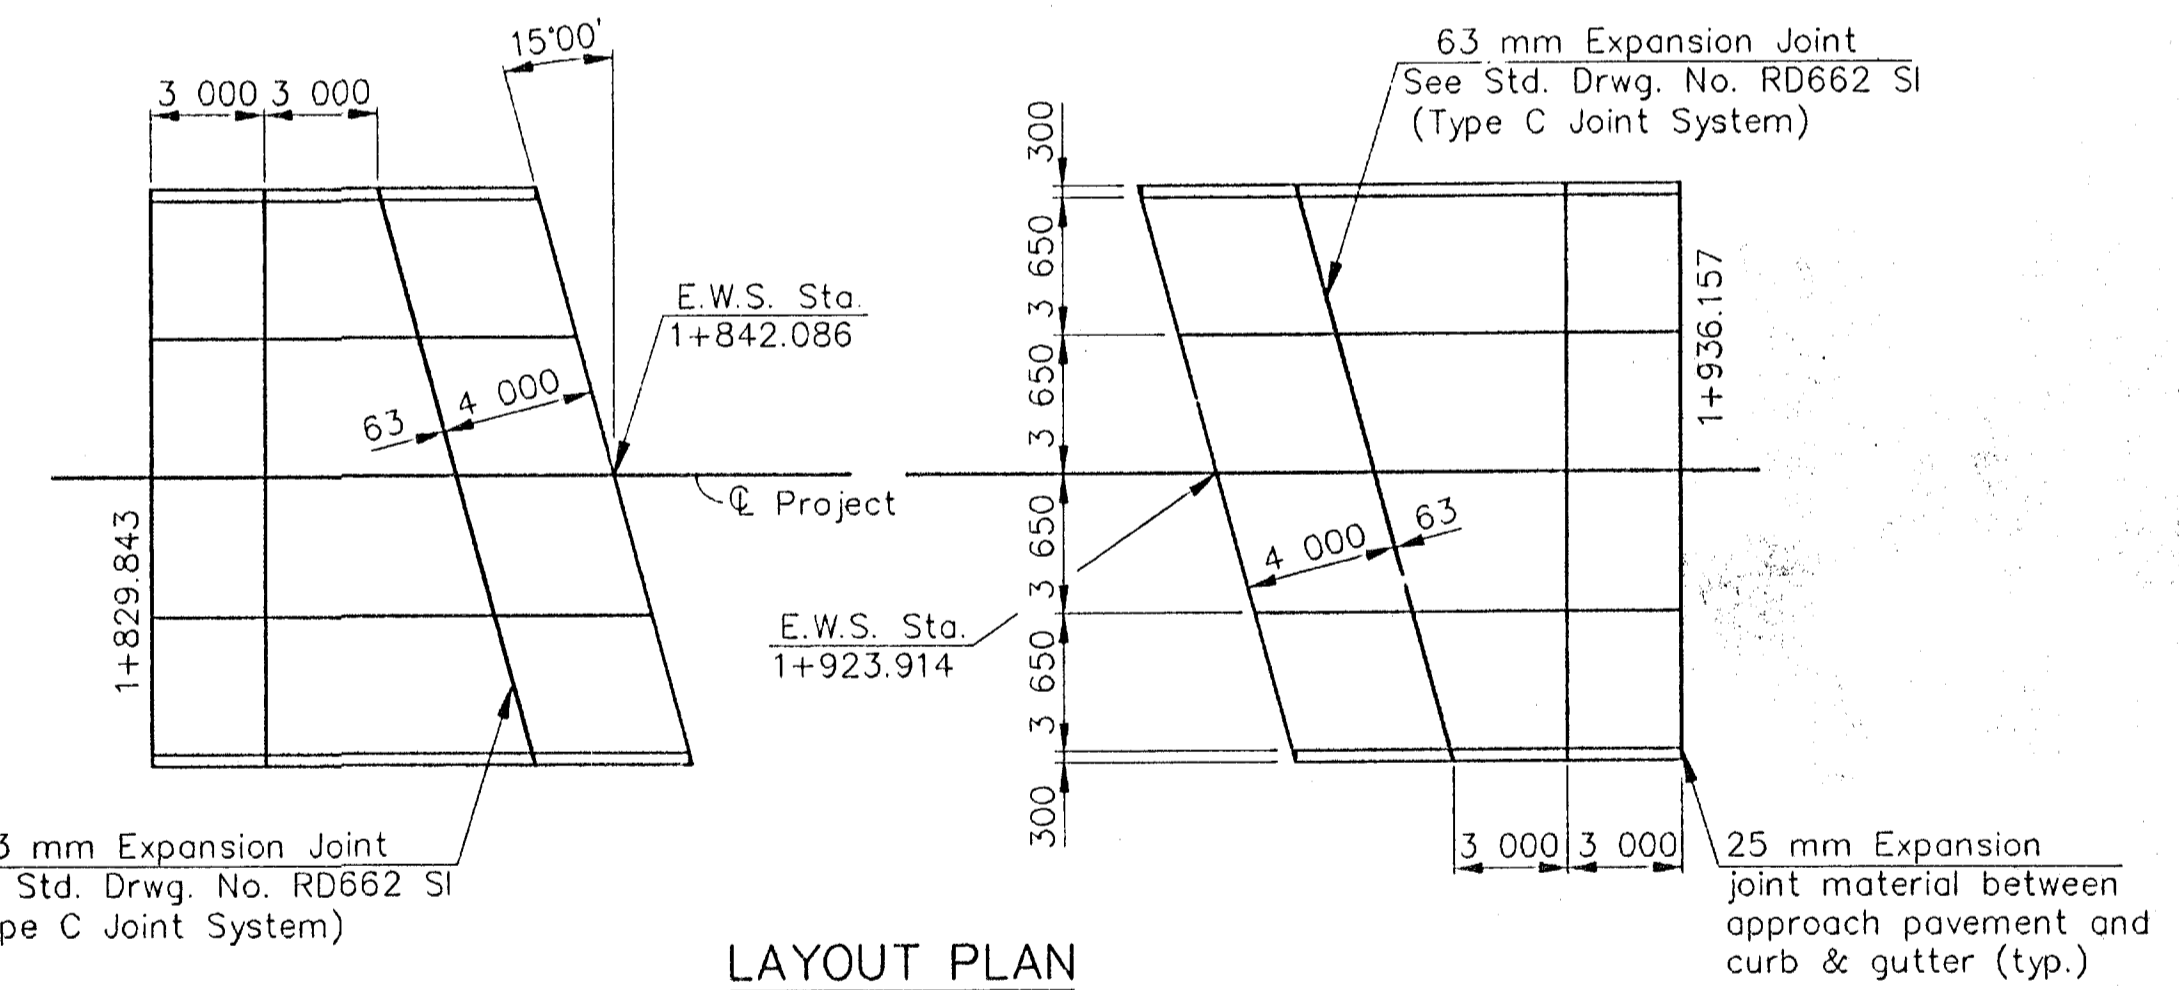 15°00'
3 000 3 000
E.W.S. Sta.
1+842.086
4 000
63
℄ Project
1+829.843
3 mm Expansion Joint
Std. Drwg. No. RD662 SI
pe C Joint System)
63 mm Expansion Joint
See Std. Drwg. No. RD662 SI
(Type C Joint System)
300
3 650
3 650
3 650
3 650
300
1+936.157
4 000
63
E.W.S. Sta.
1+923.914
3 000 3 000
25 mm Expansion
joint material between
approach pavement and
curb & gutter (typ.)
LAYOUT PLAN